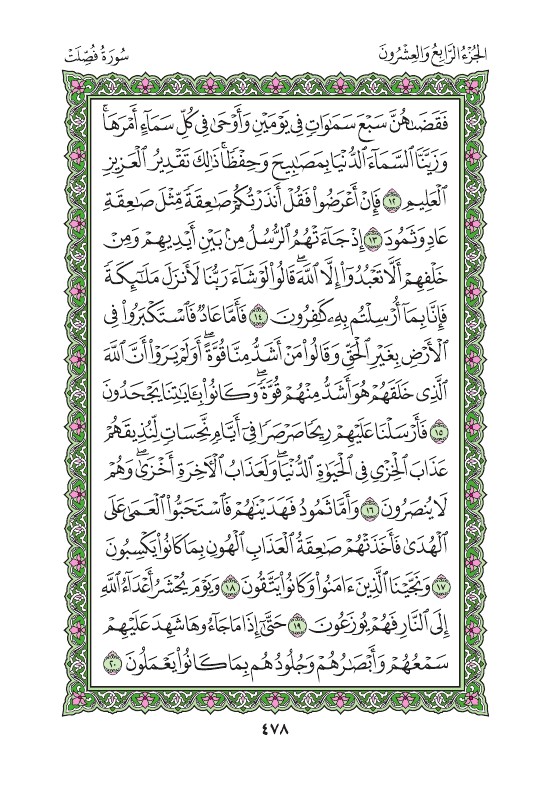 الجُزْءُ الرَّابِعُ وَالعِشْرُونَ
سُورَةُ فُصِّلَتْ
فَقَضَىٰهُنَّ سَبْعَ سَمَٰوَاتٍ فِي يَوْمَيْنِ وَأَوْحَىٰ فِي كُلِّ سَمَآءٍ أَمْرَهَاۚ
وَزَيَّنَّا ٱلسَّمَآءَ ٱلدُّنْيَا بِمَصَٰبِيحَ وَحِفْظًاۚ ذَٰلِكَ تَقْدِيرُ ٱلْعَزِيزِ
ٱلْعَلِيمِ ۝١٢ فَإِنْ أَعْرَضُوا۟ فَقُلْ أَنذَرْتُكُمْ صَٰعِقَةً مِّثْلَ صَٰعِقَةِ
عَادٍ وَثَمُودَ ۝١٣ إِذْ جَآءَتْهُمُ ٱلرُّسُلُ مِنۢ بَيْنِ أَيْدِيهِمْ وَمِنْ
خَلْفِهِمْ أَلَّا تَعْبُدُوٓا۟ إِلَّا ٱللَّهَۖ قَالُوا۟ لَوْ شَآءَ رَبُّنَا لَأَنزَلَ مَلَٰٓئِكَةً
فَإِنَّا بِمَآ أُرْسِلْتُم بِهِۦ كَٰفِرُونَ ۝١٤ فَأَمَّا عَادٌ فَٱسْتَكْبَرُوا۟ فِي
ٱلْأَرْضِ بِغَيْرِ ٱلْحَقِّ وَقَالُوا۟ مَنْ أَشَدُّ مِنَّا قُوَّةًۖ أَوَلَمْ يَرَوْا۟ أَنَّ ٱللَّهَ
ٱلَّذِي خَلَقَهُمْ هُوَ أَشَدُّ مِنْهُمْ قُوَّةًۖ وَكَانُوا۟ بِـَٔايَٰتِنَا يَجْحَدُونَ
۝١٥ فَأَرْسَلْنَا عَلَيْهِمْ رِيحًا صَرْصَرًا فِيٓ أَيَّامٍ نَّحِسَاتٍ لِّنُذِيقَهُمْ
عَذَابَ ٱلْخِزْيِ فِي ٱلْحَيَوٰةِ ٱلدُّنْيَاۖ وَلَعَذَابُ ٱلْأٓخِرَةِ أَخْزَىٰۖ وَهُمْ
لَا يُنصَرُونَ ۝١٦ وَأَمَّا ثَمُودُ فَهَدَيْنَٰهُمْ فَٱسْتَحَبُّوا۟ ٱلْعَمَىٰ عَلَى
ٱلْهُدَىٰ فَأَخَذَتْهُمْ صَٰعِقَةُ ٱلْعَذَابِ ٱلْهُونِ بِمَا كَانُوا۟ يَكْسِبُونَ
۝١٧ وَنَجَّيْنَا ٱلَّذِينَ ءَامَنُوا۟ وَكَانُوا۟ يَتَّقُونَ ۝١٨ وَيَوْمَ يُحْشَرُ أَعْدَآءُ ٱللَّهِ
إِلَى ٱلنَّارِ فَهُمْ يُوزَعُونَ ۝١٩ حَتَّىٰٓ إِذَا مَا جَآءُوهَا شَهِدَ عَلَيْهِمْ
سَمْعُهُمْ وَأَبْصَٰرُهُمْ وَجُلُودُهُم بِمَا كَانُوا۟ يَعْمَلُونَ ۝٢٠
٤٧٨